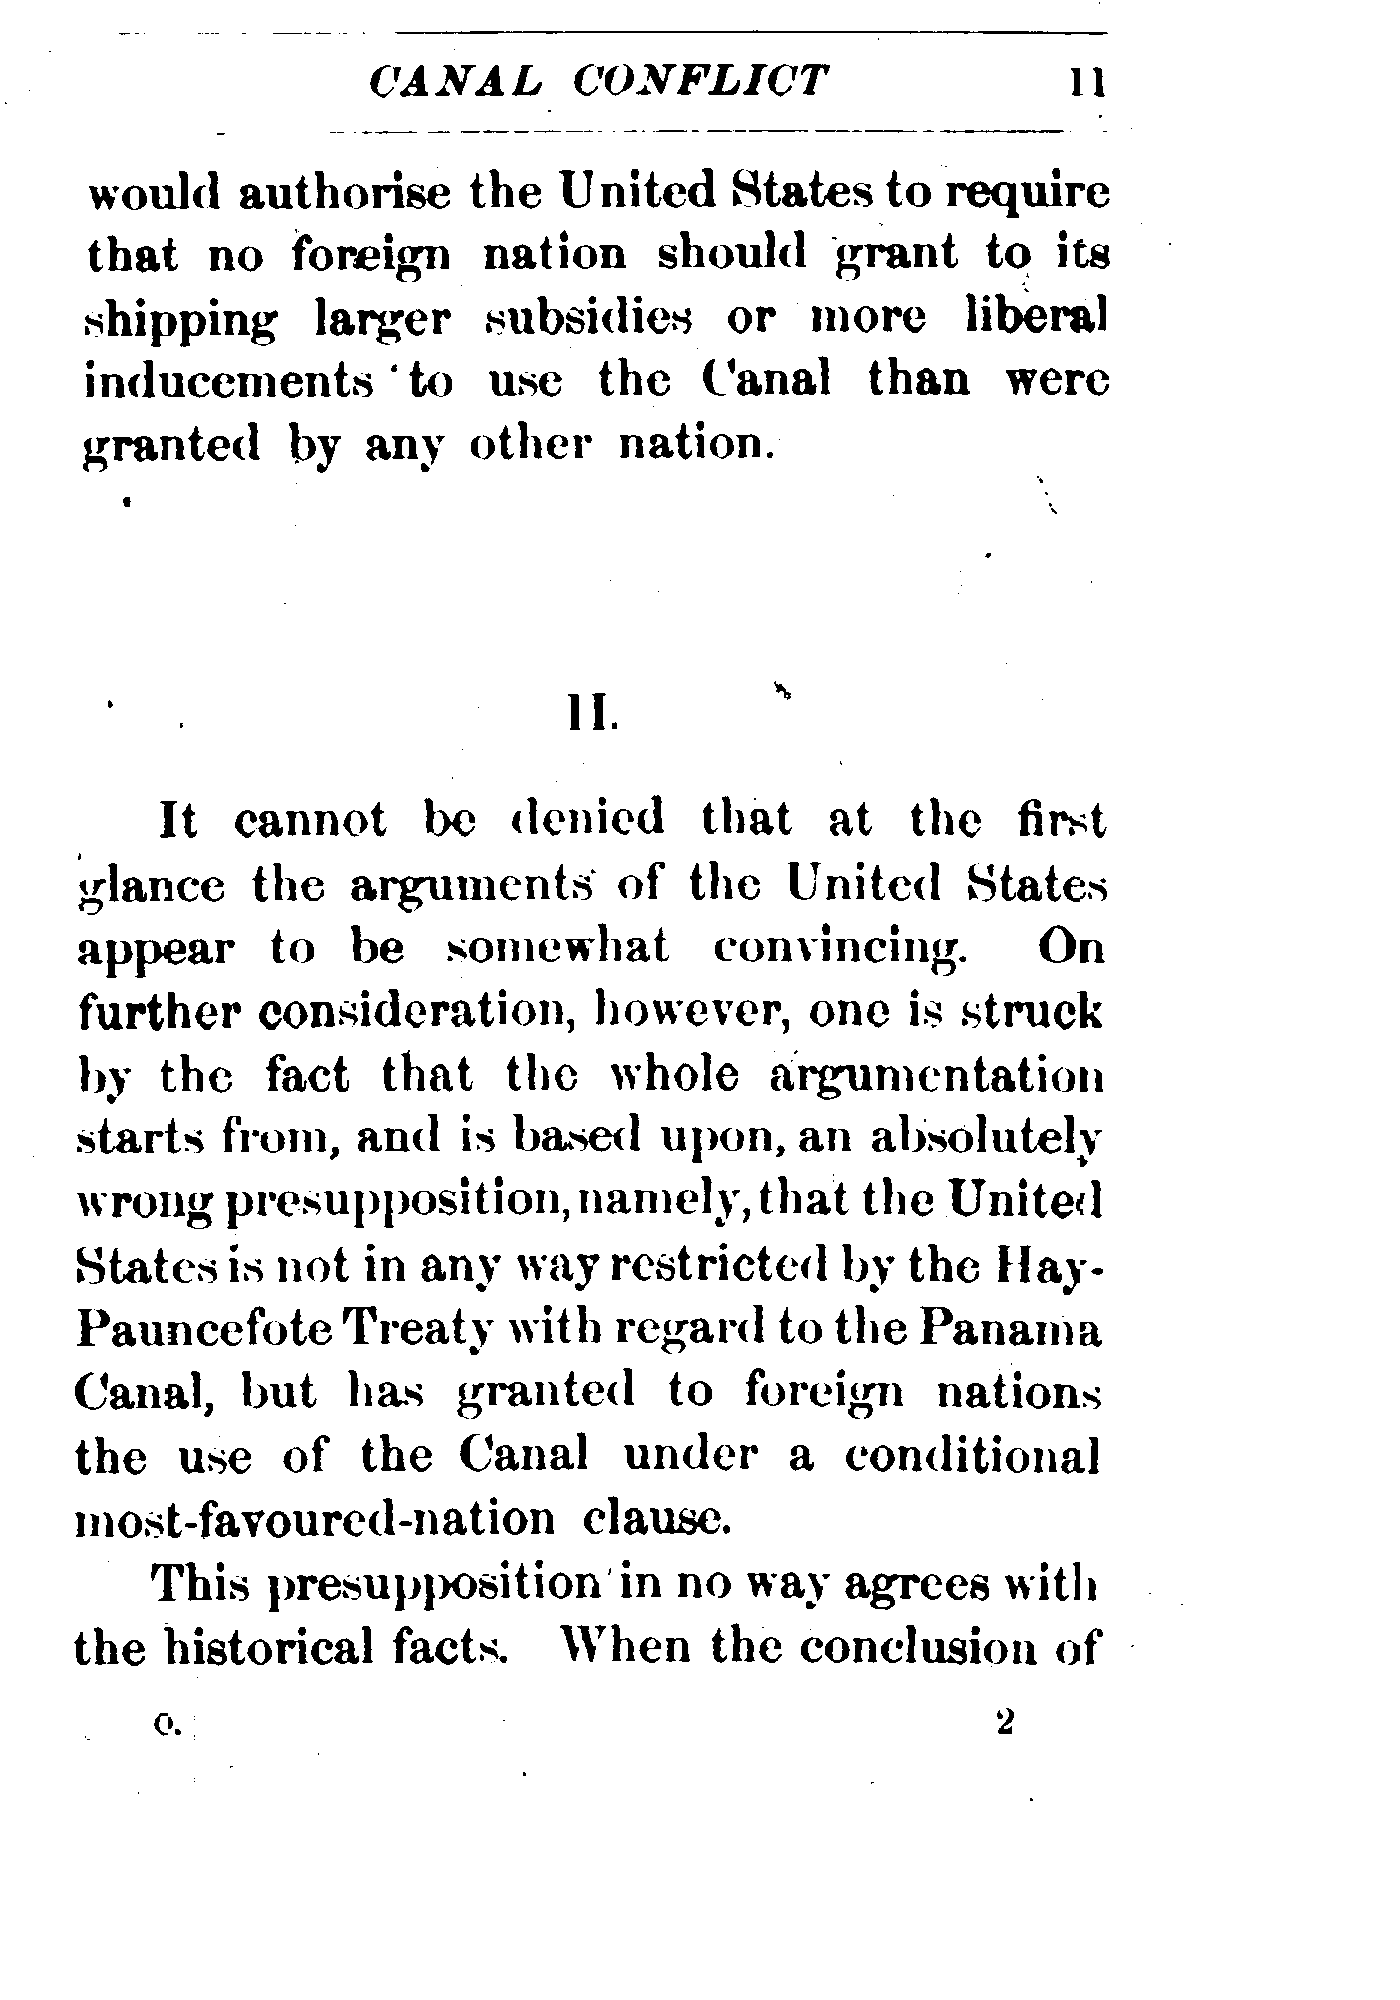 CANAL CONFLICT 11
would authorise the United States to require
that no foreign nation should grant to its
shipping larger subsidies or more liberal
inducements to use the Canal than were
granted by any other nation.
II.
It cannot be denied that at the first
glance the arguments of the United States
appear to be somewhat convincing. On
further consideration, however, one is struck
by the fact that the whole argumentation
starts from, and is based upon, an absolutely
wrong presupposition, namely, that the United
States is not in any way restricted by the Hay-
Pauncefote Treaty with regard to the Panama
Canal, but has granted to foreign nations
the use of the Canal under a conditional
most-favoured-nation clause.
This presupposition in no way agrees with
the historical facts. When the conclusion of
O. 2